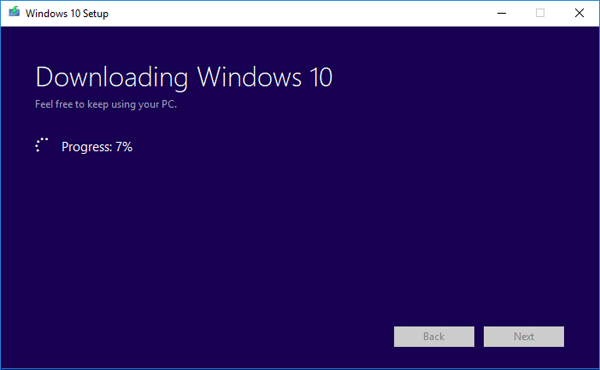 Windows 10 Setup
Downloading Windows 10
Feel free to keep using your PC.
Progress: 7%
Back Next